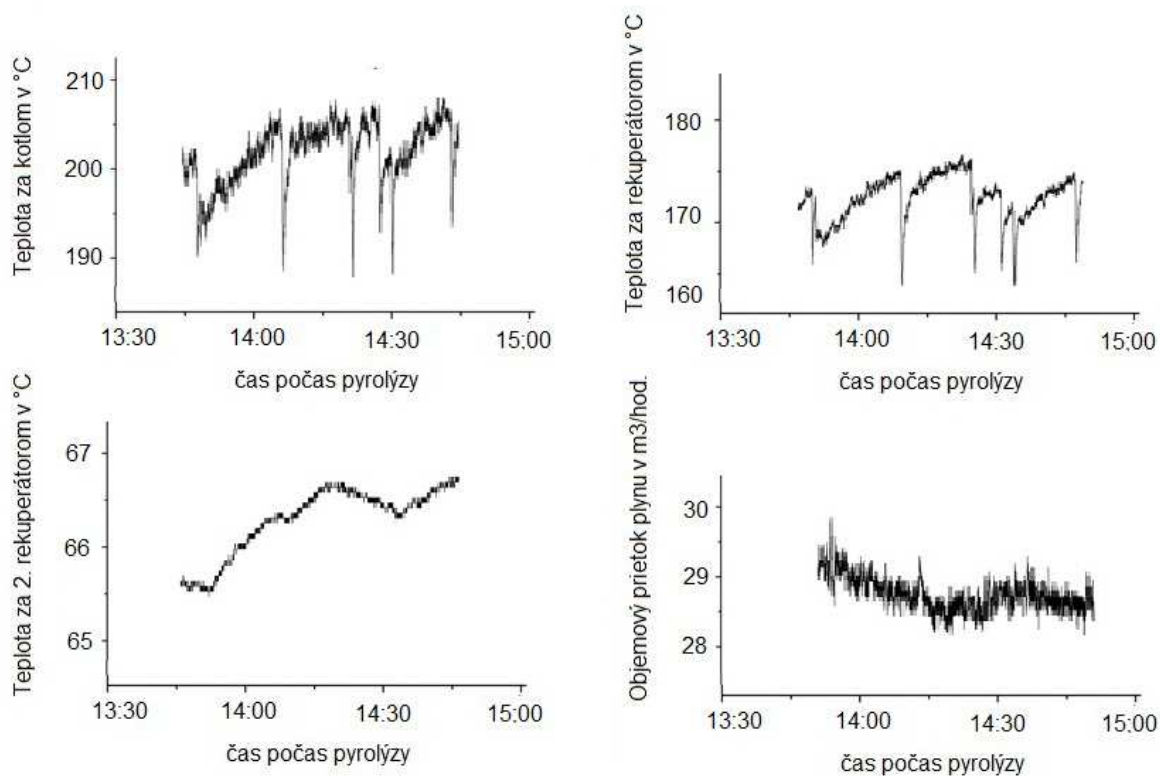 Teplota za kotlom v °C
210
200
190
13:30 14:00 14:30 15:00
čas počas pyrolýzy
Teplota za rekuperátorom v °C
180
170
160
13:30 14:00 14:30 15:00
čas počas pyrolýzy
Teplota za 2. rekuperátorom v °C
67
66
65
13:30 14:00 14:30 15:00
čas počas pyrolýzy
Objemový prietok plynu v m3/hod.
30
29
28
13:30 14:00 14:30 15:00
čas počas pyrolýzy